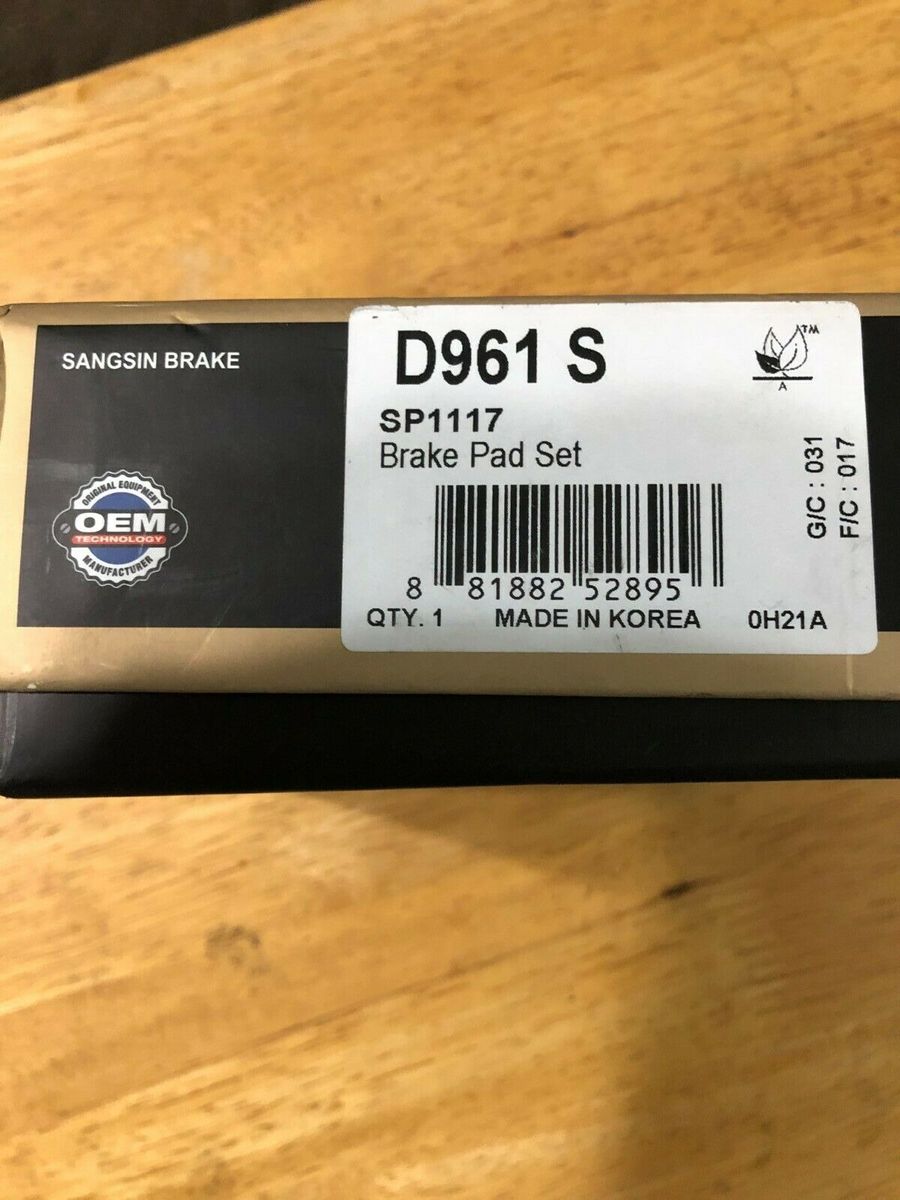 SANGSIN BRAKE
ORIGINAL EQUIPMENT
OEM
TECHNOLOGY
MANUFACTURER
D961 S
TM
A
SP1117
Brake Pad Set
G/C : 031
F/C : 017
8 81882 52895
QTY. 1 MADE IN KOREA 0H21A